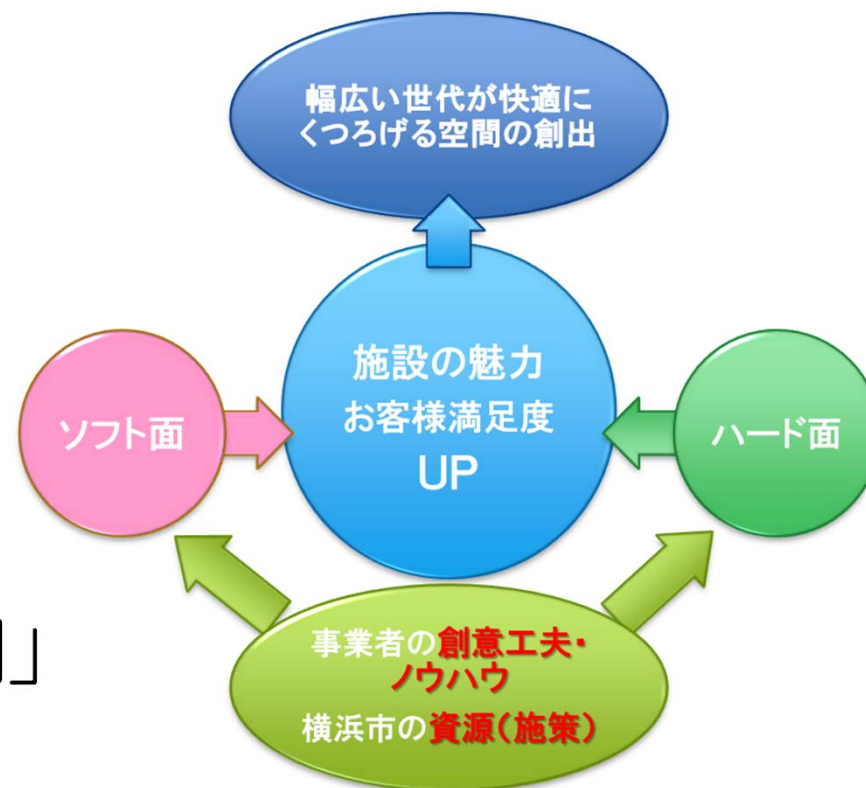 幅広い世代が快適に
くつろげる空間の創出
施設の魅力
お客様満足度
UP
ソフト面
ハード面
」
事業者の創意工夫・
ノウハウ
横浜市の資源(施策)